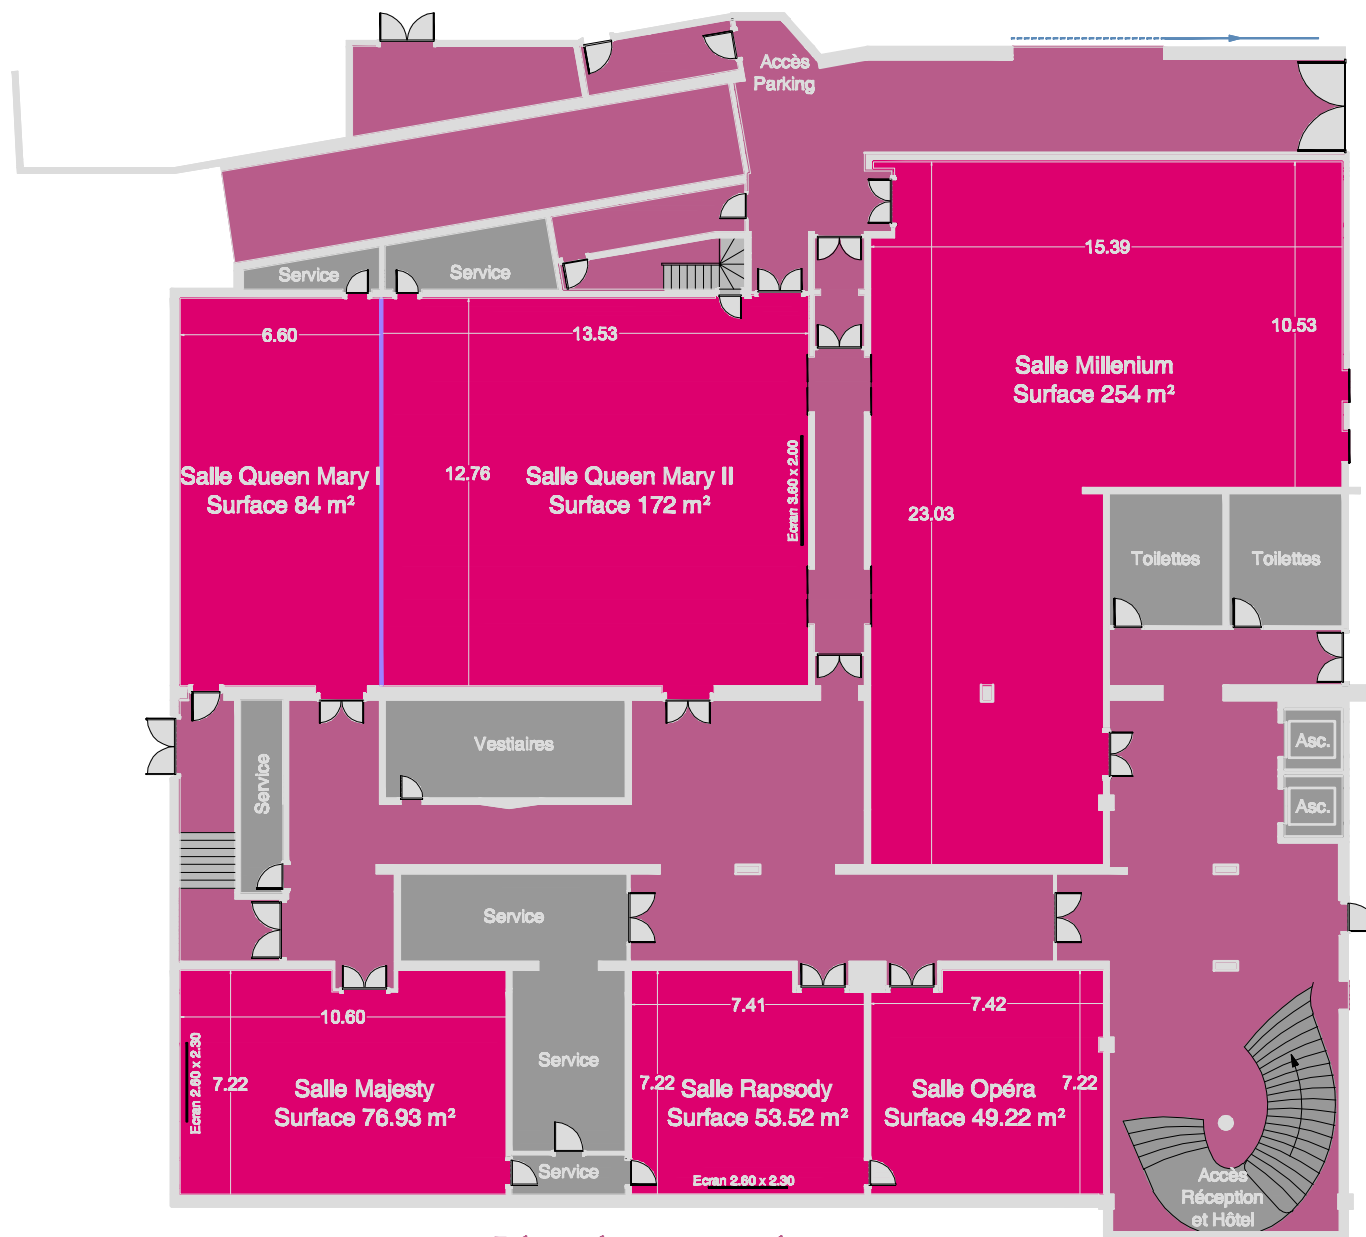 Accès
Parking
Service
Service
15.39
6.60
13.53
10.53
Salle Millenium
Surface 254 m²
Salle Queen Mary I
Surface 84 m²
12.76
Salle Queen Mary II
Surface 172 m²
Ecran 3.60 x 2.00
23.03
Toilettes
Toilettes
Vestiaires
Service
Asc.
Asc.
Service
10.60
7.41
7.42
Ecran 2.60 x 2.30
7.22
Salle Majesty
Surface 76.93 m²
Service
7.22
Salle Rapsody
Surface 53.52 m²
Salle Opéra
Surface 49.22 m²
7.22
Service
Ecran 2.60 x 2.30
Accès
Réception
et Hôtel